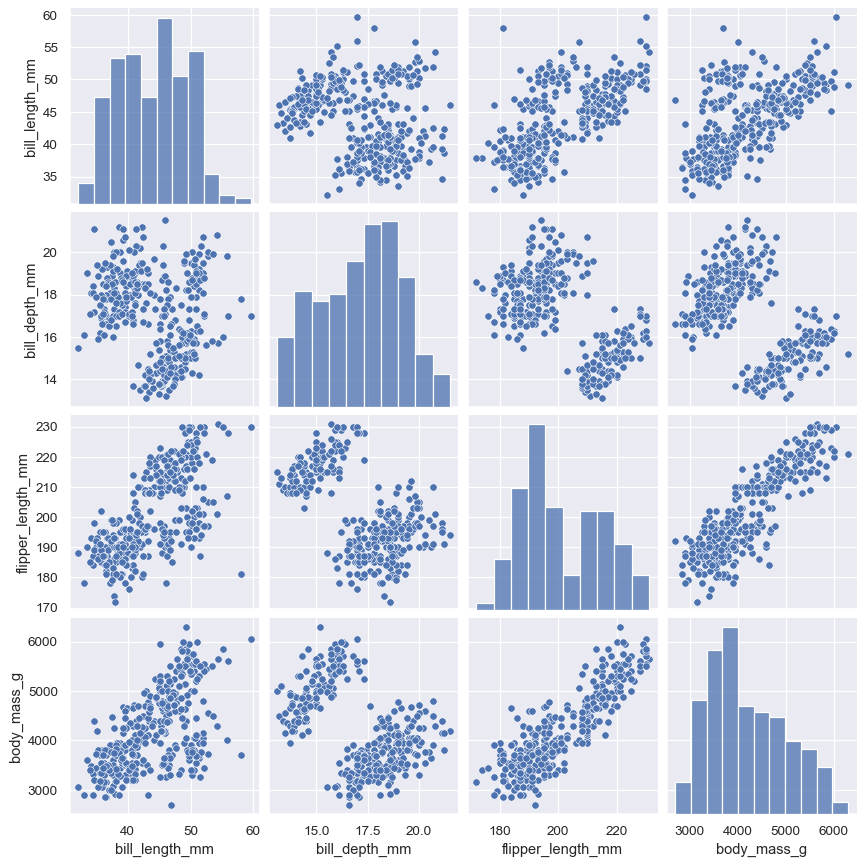 60
55
50
45
40
35
bill_length_mm
20
18
16
14
bill_depth_mm
230
220
210
200
190
180
170
flipper_length_mm
6000
5000
4000
3000
body_mass_g
40 50 60
15.0 17.5 20.0
180 200 220
3000 4000 5000 6000
bill_length_mm
bill_depth_mm
flipper_length_mm
body_mass_g